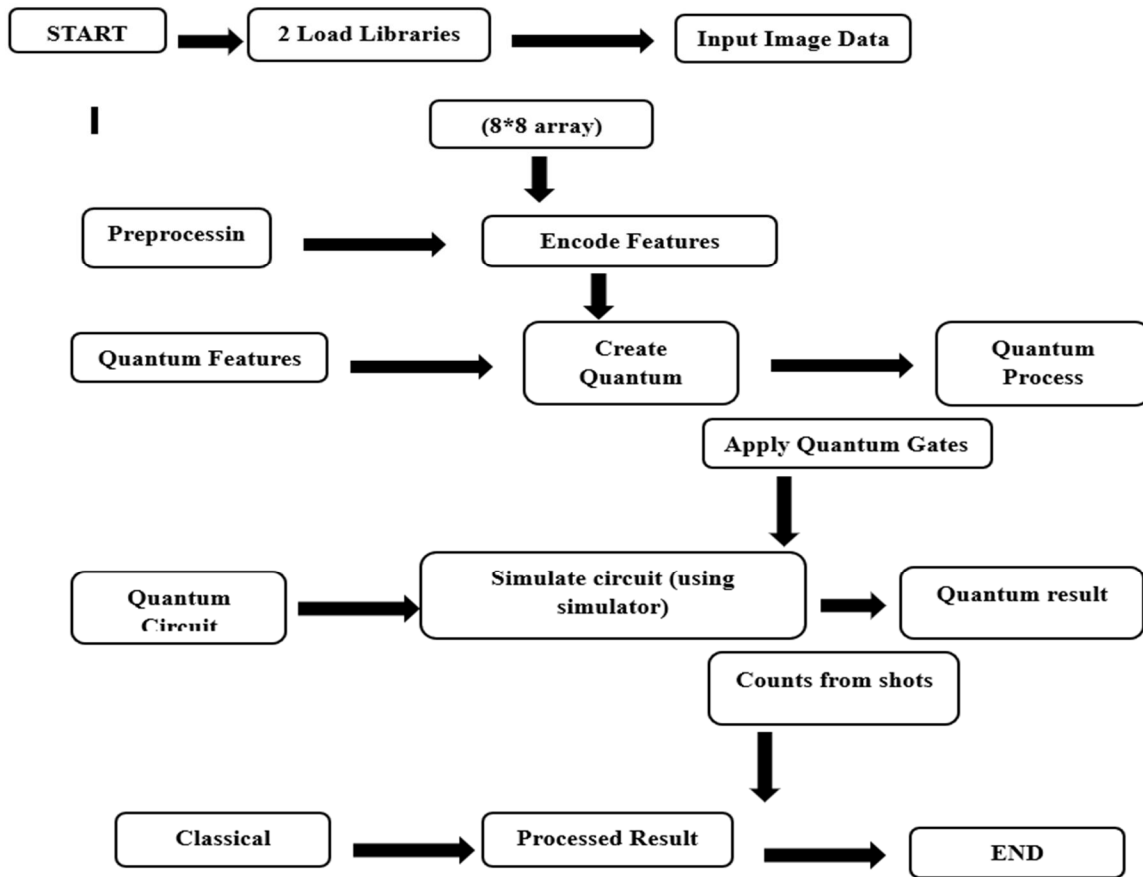 START
2 Load Libraries
Input Image Data
(8*8 array)
Preprocessin
Encode Features
Quantum Features
Create
Quantum
Quantum
Process
Apply Quantum Gates
Quantum
Circuit
Simulate circuit (using
simulator)
Quantum result
Counts from shots
Classical
Processed Result
END